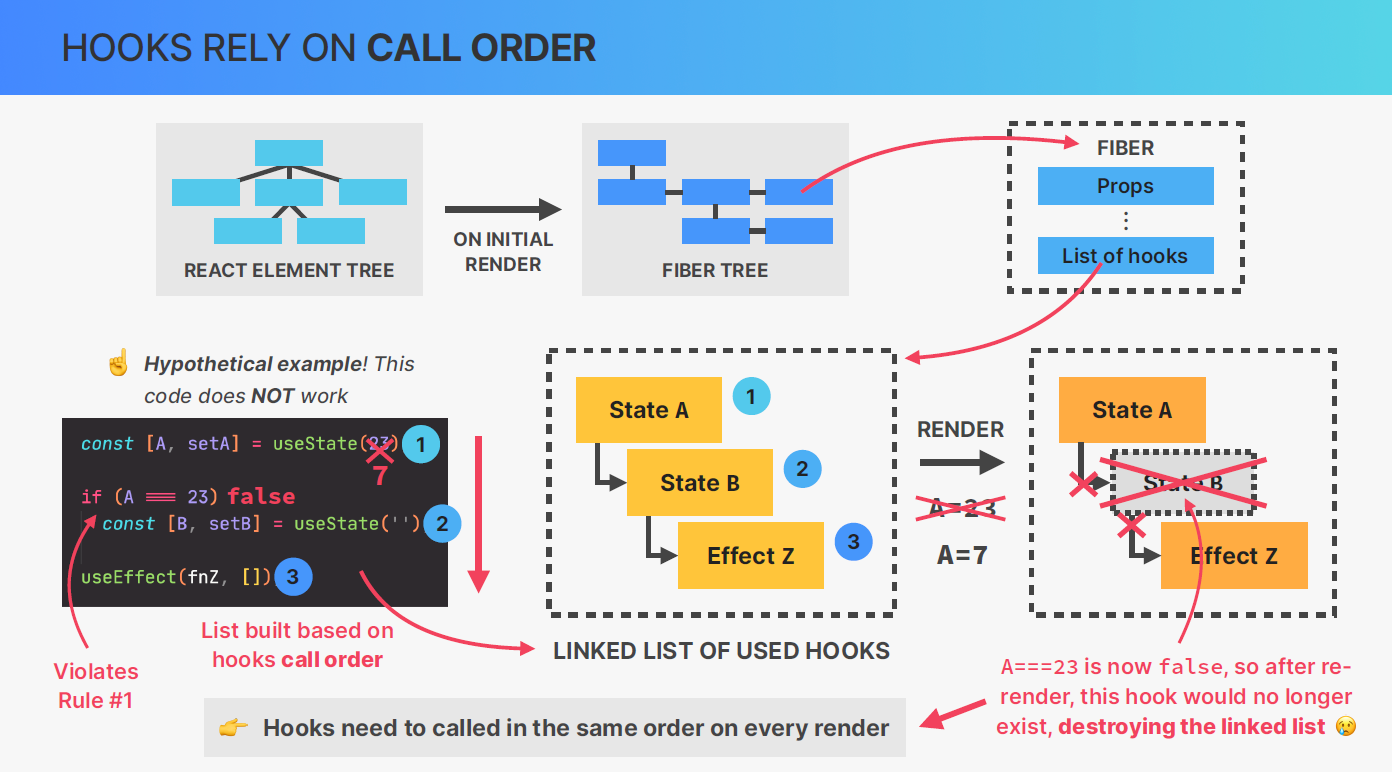 HOOKS RELY ON CALL ORDER
REACT ELEMENT TREE
ON INITIAL
RENDER
FIBER TREE
FIBER
Props
List of hooks
☝️ Hypothetical example! This
code does NOT work
const [A, setA] = useState(23) 1
7
if (A === 23) false
const [B, setB] = useState('') 2
useEffect(fnZ, []) 3
Violates
Rule #1
List built based on
hooks call order
State A 1
State B 2
Effect Z 3
LINKED LIST OF USED HOOKS
RENDER
A=23
A=7
State A
State B
Effect Z
A===23 is now false, so after re-
render, this hook would no longer
exist, destroying the linked list 😢
👉 Hooks need to called in the same order on every render